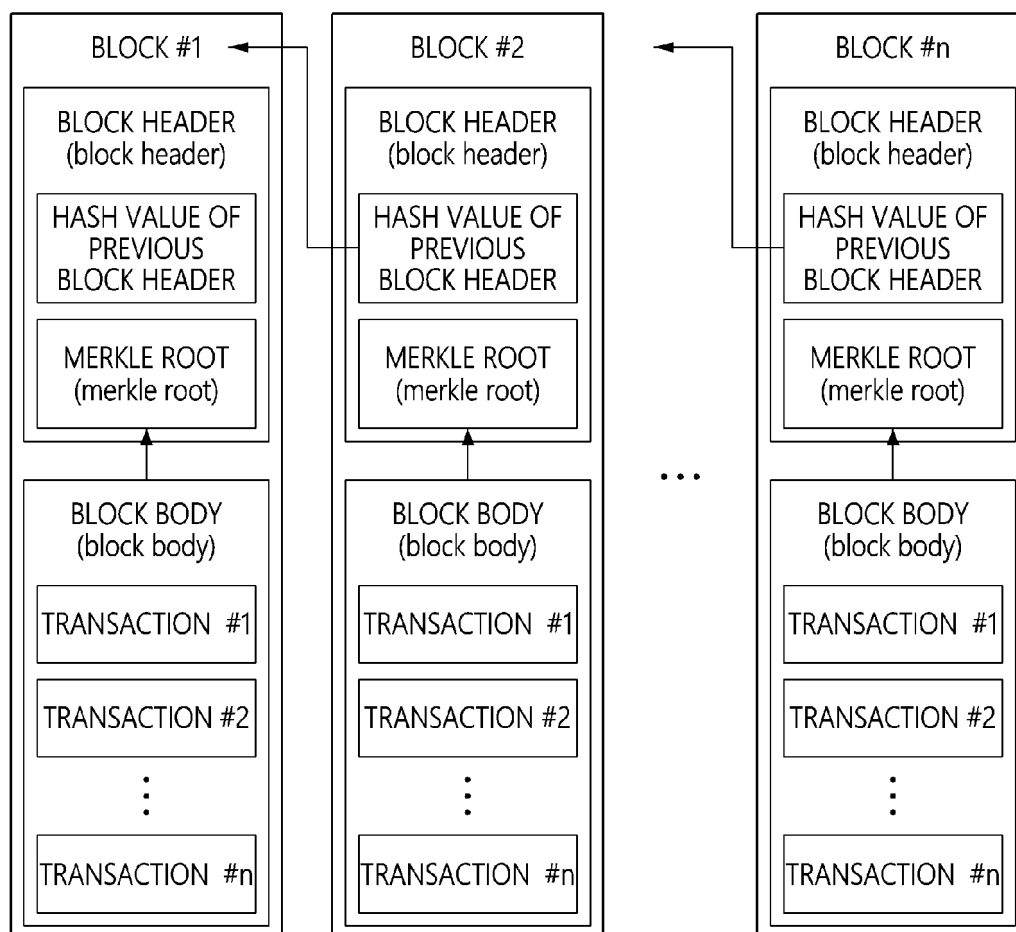 BLOCK #1
BLOCK HEADER
(block header)
HASH VALUE OF
PREVIOUS
BLOCK HEADER
MERKLE ROOT
(merkle root)
BLOCK BODY
(block body)
TRANSACTION #1
TRANSACTION #2
TRANSACTION #n
BLOCK #2
BLOCK HEADER
(block header)
HASH VALUE OF
PREVIOUS
BLOCK HEADER
MERKLE ROOT
(merkle root)
BLOCK BODY
(block body)
TRANSACTION #1
TRANSACTION #2
TRANSACTION #n
...
BLOCK #n
BLOCK HEADER
(block header)
HASH VALUE OF
PREVIOUS
BLOCK HEADER
MERKLE ROOT
(merkle root)
BLOCK BODY
(block body)
TRANSACTION #1
TRANSACTION #2
TRANSACTION #n